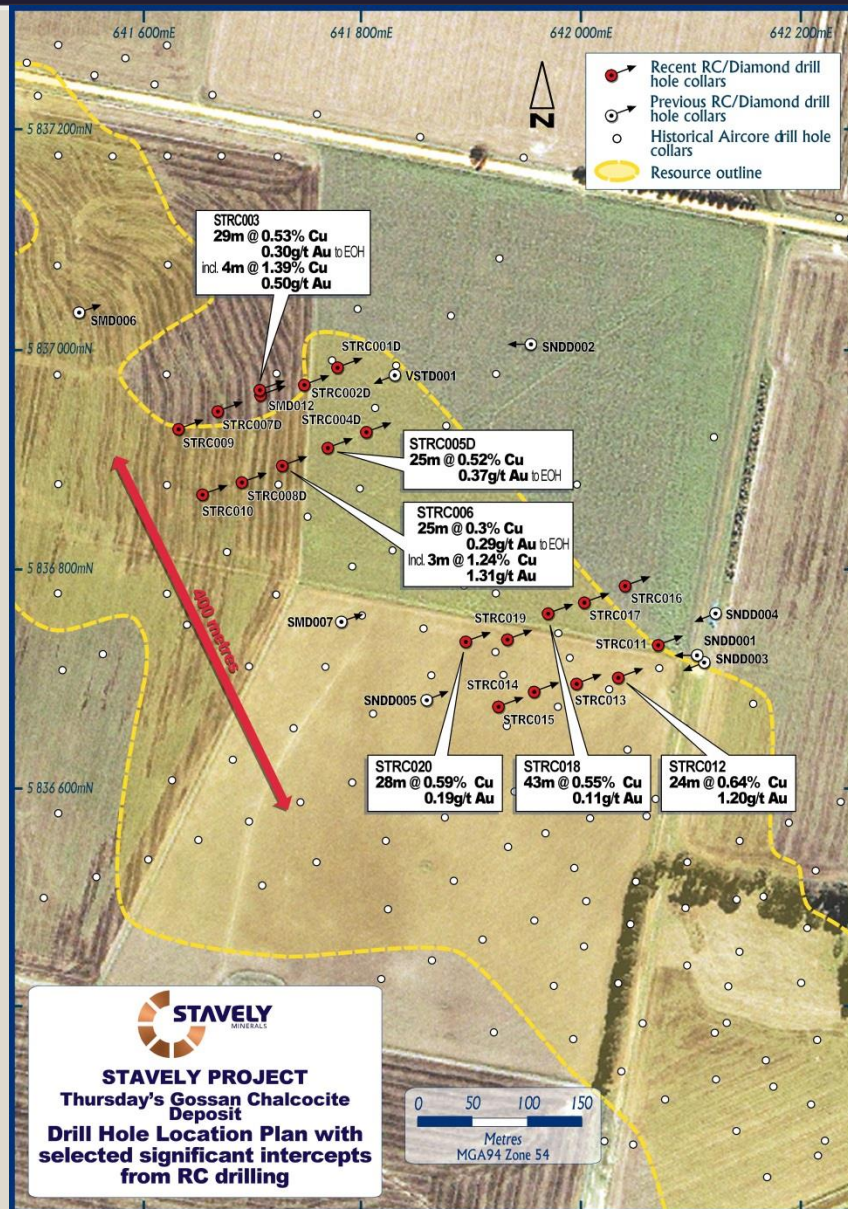 641 600mE
641 800mE
642 000mE
642 200mE
Recent RC/Diamond drill
hole collars
Previous RC/Diamond drill
hole collars
Historical Aircore drill hole
collars
Resource outline
N
5 837 200mN
STRC003
29m @ 0.53% Cu
0.30g/t Au to EOH
incl. 4m @ 1.39% Cu
0.50g/t Au
SMD006
STRC001D
SNDD002
5 837 000mN
VSTD001
STRC002D
SMD012
STRC007D
STRC004D
STRC009
STRC005D
25m @ 0.52% Cu
0.37g/t Au to EOH
STRC008D
STRC010
STRC006
25m @ 0.3% Cu
0.29g/t Au to EOH
Incl. 3m @ 1.24% Cu
1.31g/t Au
5 836 800mN
400 metres
STRC016
STRC017
SNDD004
SMD007
STRC019
STRC011
SNDD001
SNDD003
STRC014
STRC013
SNDD005
STRC015
STRC020
28m @ 0.59% Cu
0.19g/t Au
STRC018
43m @ 0.55% Cu
0.11g/t Au
STRC012
24m @ 0.64% Cu
1.20g/t Au
5 836 600mN
STAVELY
MINERALS
STAVELY PROJECT
Thursday's Gossan Chalcocite
Deposit
Drill Hole Location Plan with
selected significant intercepts
from RC drilling
0 50 100 150
Metres
MGA94 Zone 54